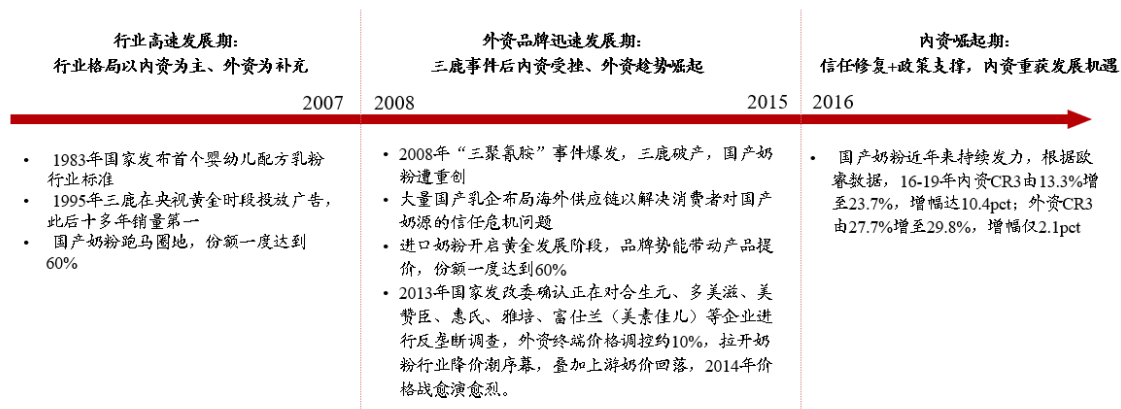 行业高速发展期：
行业格局以内资为主、外资为补充
外资品牌迅速发展期：
三鹿事件后内资受挫、外资趁势崛起
内资崛起期：
信任修复+政策支撑，内资重获发展机遇
2007
2008
2015
2016
• 1983年国家发布首个婴幼儿配方乳粉
行业标准
• 1995年三鹿在央视黄金时段投放广告，
此后十多年销量第一
• 国产奶粉跑马圈地，份额一度达到
60%
• 2008年“三聚氰胺”事件爆发，三鹿破产，国产奶
粉遭重创
• 大量国产乳企布局海外供应链以解决消费者对国产
奶源的信任危机问题
• 进口奶粉开启黄金发展阶段，品牌势能带动产品提
价，份额一度达到60%
• 2013年国家发改委确认正在对合生元、多美滋、美
赞臣、惠氏、雅培、富仕兰（美素佳儿）等企业进
行反垄断调查，外资终端价格调控约10%，拉开奶
粉行业降价潮序幕，叠加上游奶价回落，2014年价
格战愈演愈烈。
• 国产奶粉近年来持续发力，根据欧
睿数据，16-19年内资CR3由13.3%增
至23.7%，增幅达10.4pct；外资CR3
由27.7%增至29.8%，增幅仅2.1pct